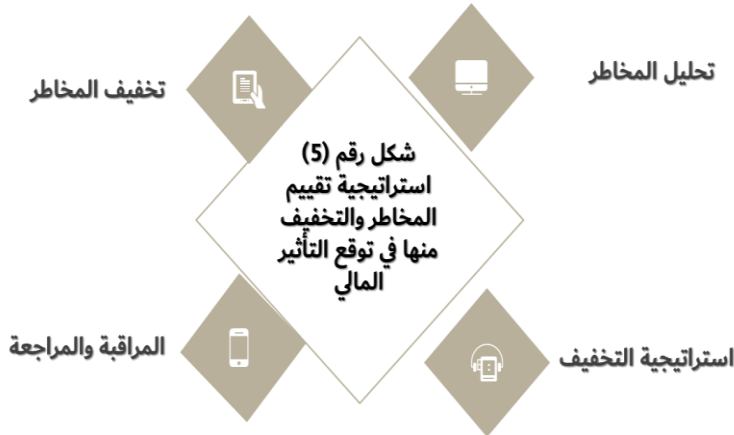 تحليل المخاطر
تخفيف المخاطر
شكل رقم (5)
استراتيجية تقييم
المخاطر والتخفيف
منها في توقع التأثير
المالي
استراتيجية التخفيف
المراقبة والمراجعة